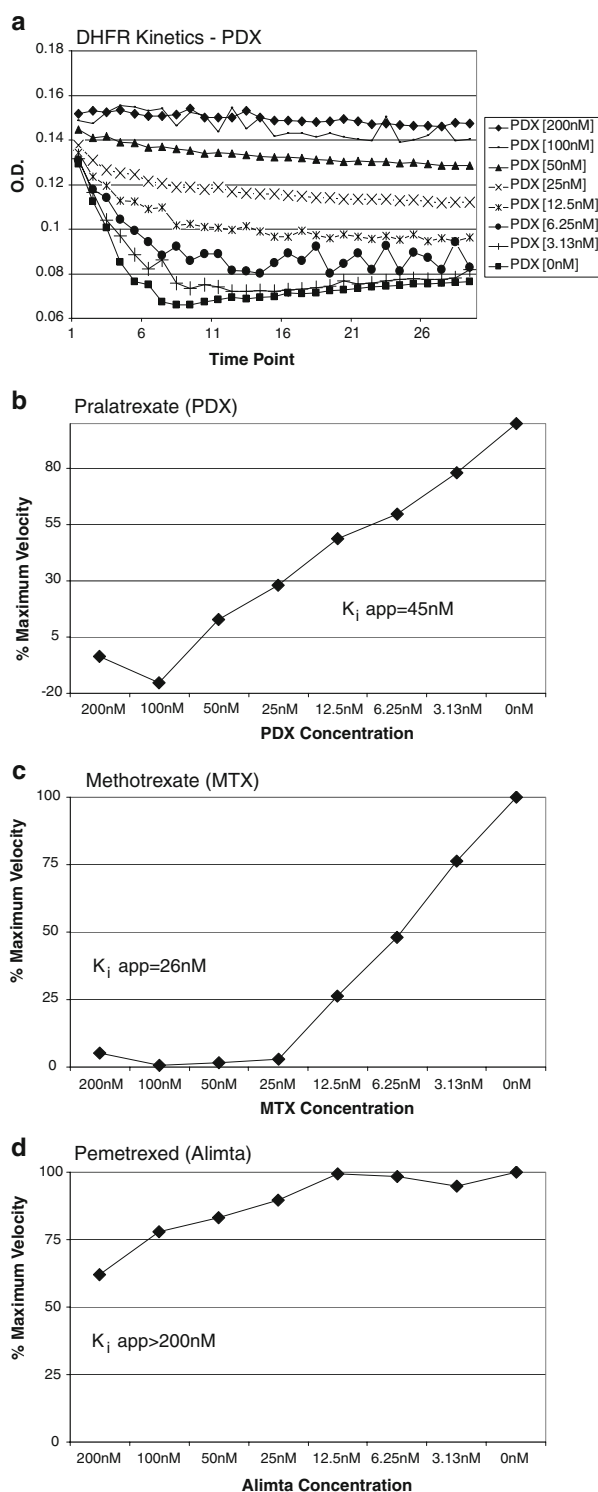 a
DHFR Kinetics - PDX
0.18
0.16
0.14
0.12
0.1
0.08
0.06
O.D.
1 6 11 16 21 26
Time Point
PDX [200nM]
PDX [100nM]
PDX [50nM]
PDX [25nM]
PDX [12.5nM]
PDX [6.25nM]
PDX [3.13nM]
PDX [0nM]
b
Pralatrexate (PDX)
80
55
30
5
-20
% Maximum Velocity
Ki app=45nM
200nM 100nM 50nM 25nM 12.5nM 6.25nM 3.13nM 0nM
PDX Concentration
c
Methotrexate (MTX)
100
75
50
25
0
% Maximum Velocity
Ki app=26nM
200nM 100nM 50nM 25nM 12.5nM 6.25nM 3.13nM 0nM
MTX Concentration
d
Pemetrexed (Alimta)
100
75
50
25
0
% Maximum Velocity
Ki app>200nM
200nM 100nM 50nM 25nM 12.5nM 6.25nM 3.13nM 0nM
Alimta Concentration